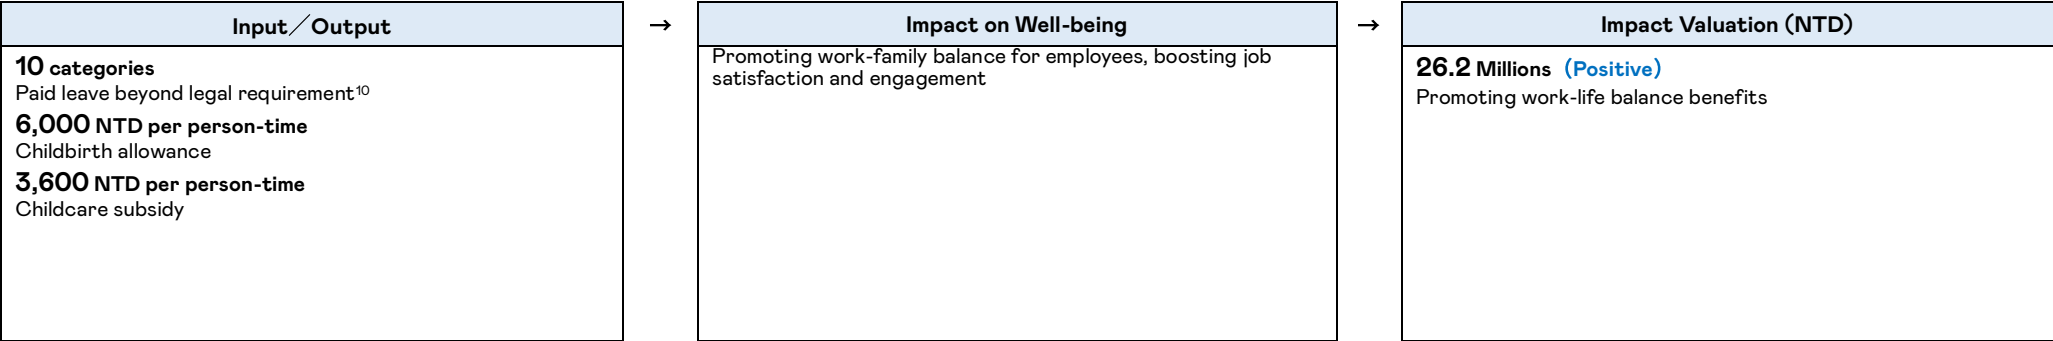 Input／Output
→
Impact on Well-being
→
Impact Valuation (NTD)
10 categories
Paid leave beyond legal requirement¹⁰
6,000 NTD per person-time
Childbirth allowance
3,600 NTD per person-time
Childcare subsidy
Promoting work-family balance for employees, boosting job
satisfaction and engagement
26.2 Millions（Positive）
Promoting work-life balance benefits